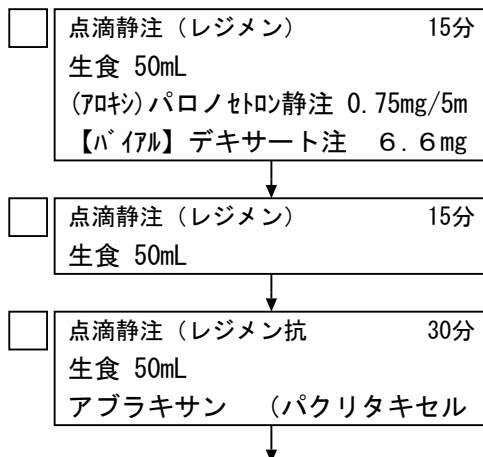 点滴静注（レジメン） 15分
生食 50mL
(ｱﾛｷｼ)パロノｾﾄﾛﾝ静注 0.75mg/5m
【ﾊﾞｲｱﾙ】デキサート注 6.6mg
点滴静注（レジメン） 15分
生食 50mL
点滴静注（レジメン抗 30分
生食 50mL
アブラキサン （パクリタキセル